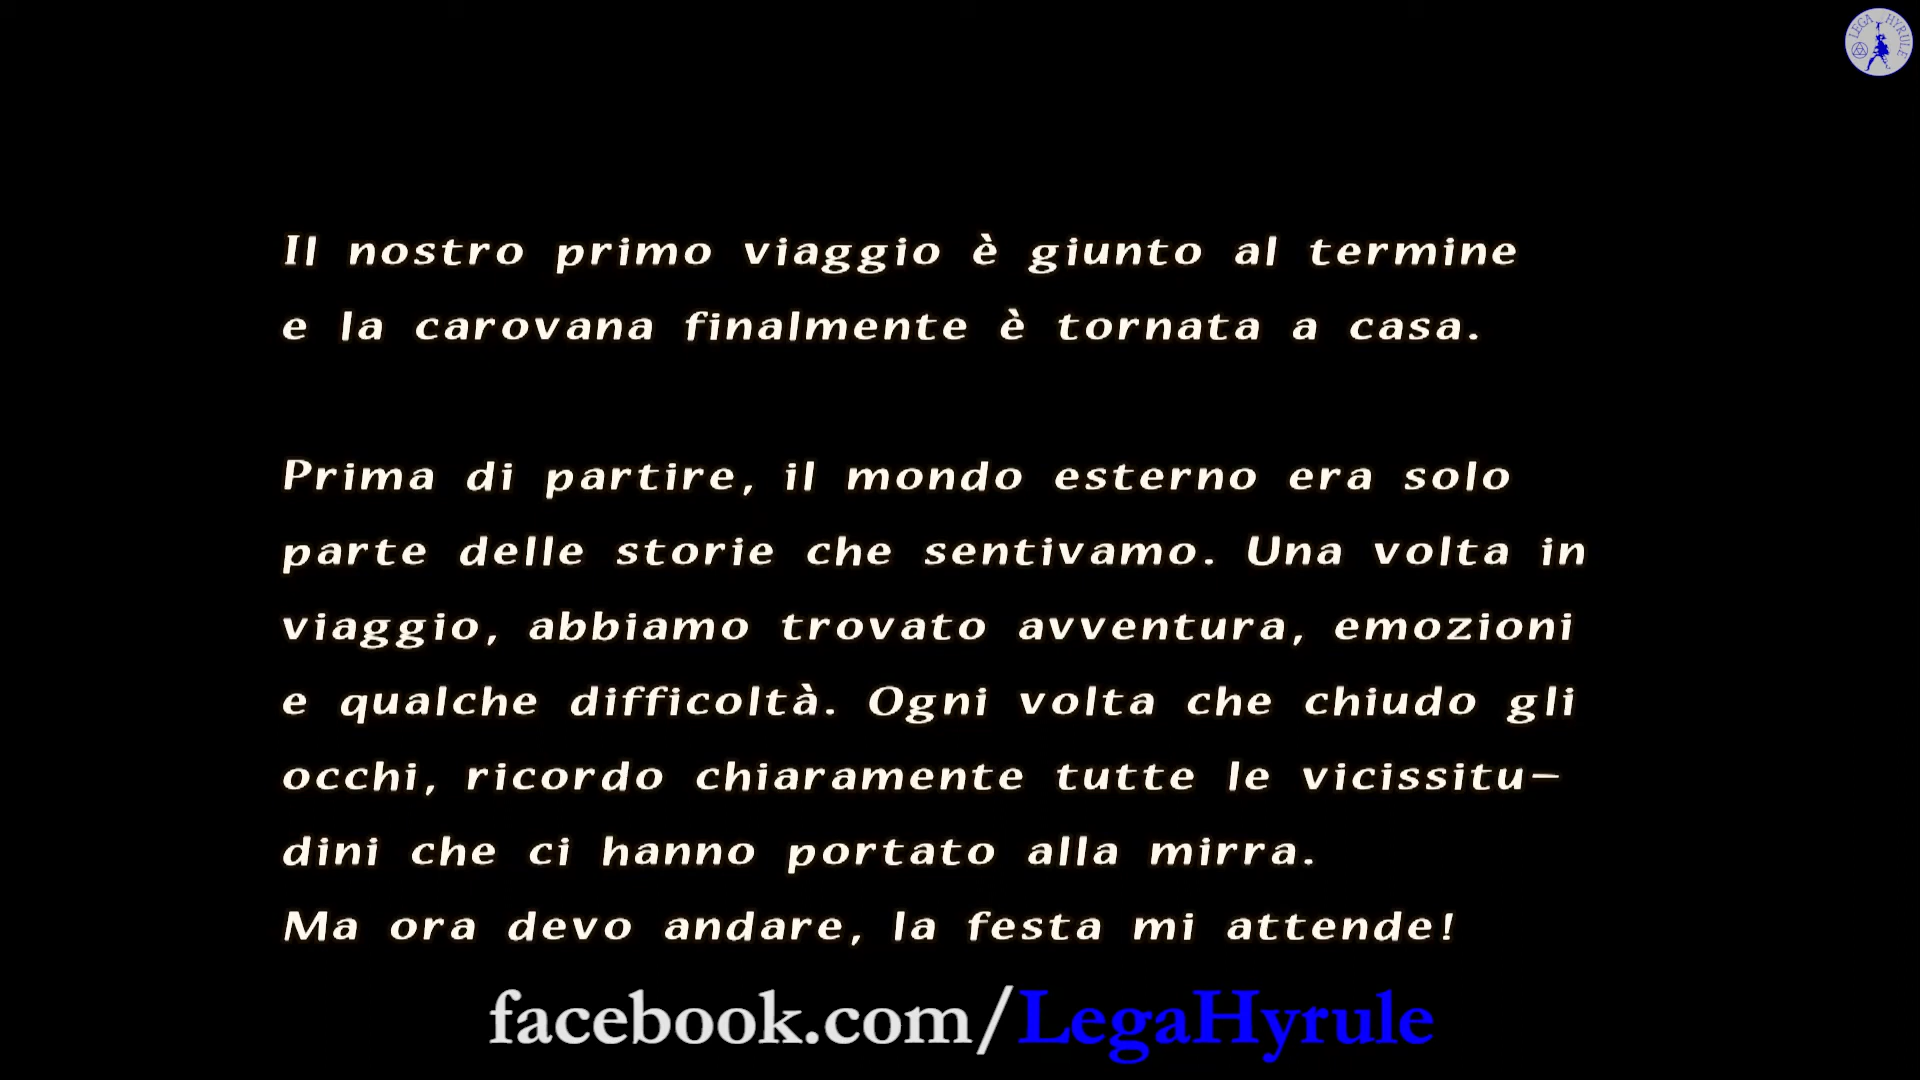 LEGA HYRULE
Il nostro primo viaggio è giunto al termine
e la carovana finalmente è tornata a casa.
Prima di partire, il mondo esterno era solo
parte delle storie che sentivamo. Una volta in
viaggio, abbiamo trovato avventura, emozioni
e qualche difficoltà. Ogni volta che chiudo gli
occhi, ricordo chiaramente tutte le vicissitu-
dini che ci hanno portato alla mirra.
Ma ora devo andare, la festa mi attende!
facebook.com/LegaHyrule